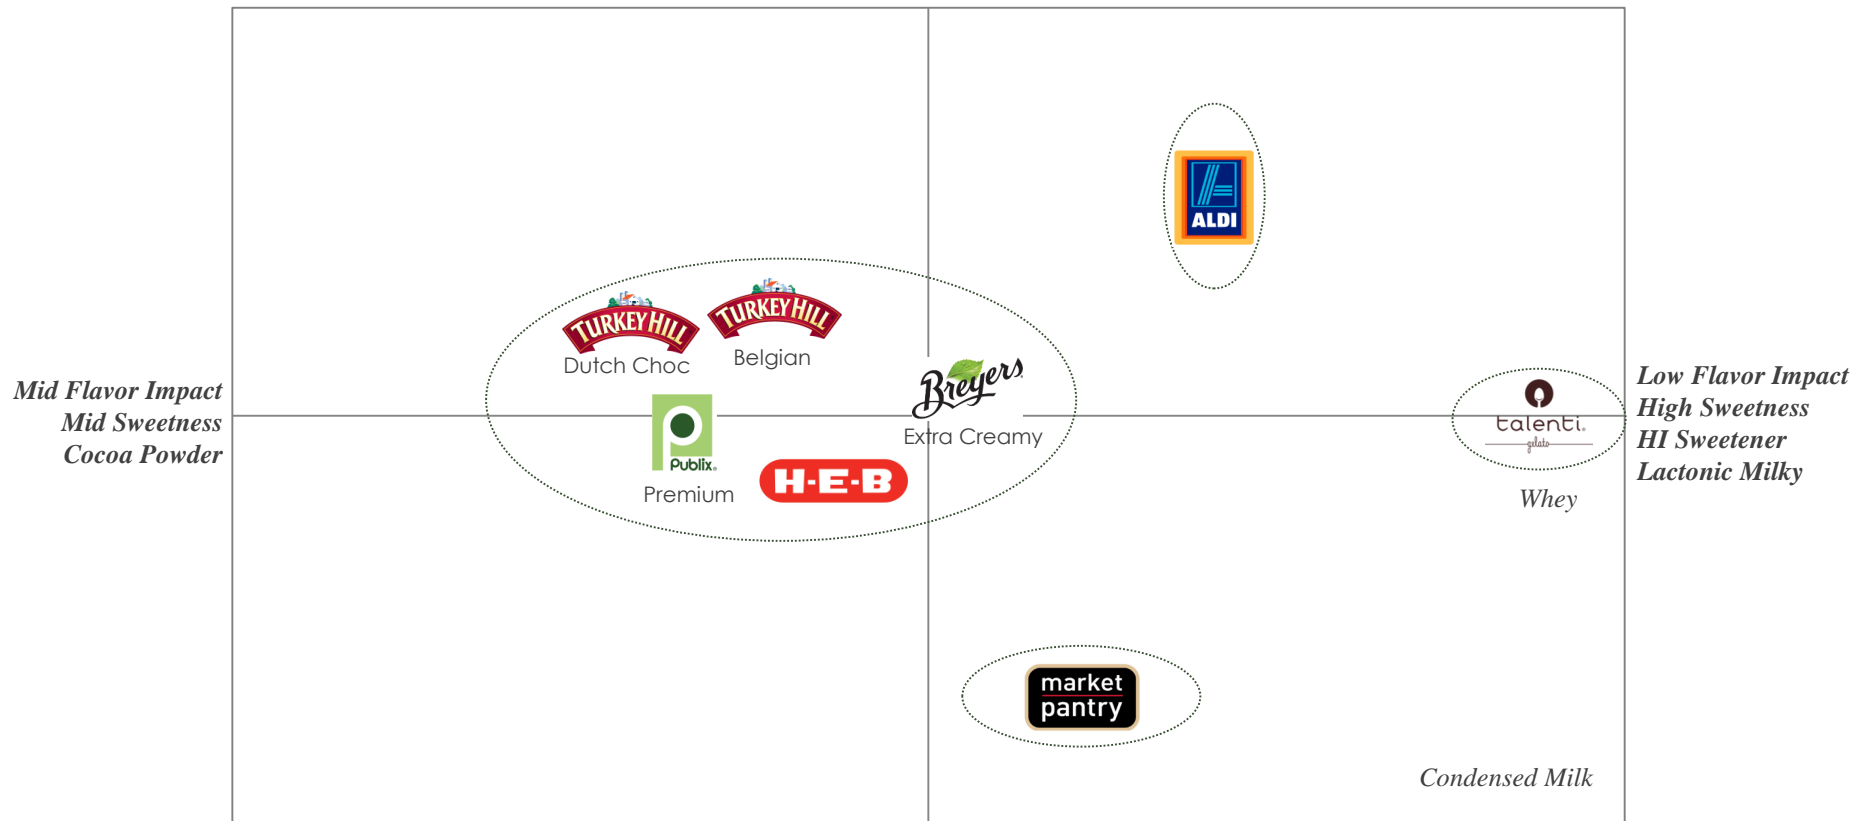 ALDI
TURKEY HILL
TURKEY HILL
Dutch Choc
Belgian
Breyers
Extra Creamy
Mid Flavor Impact
Mid Sweetness
Cocoa Powder
Publix.
Premium
H-E-B
talenti.
gelato
Whey
Low Flavor Impact
High Sweetness
HI Sweetener
Lactonic Milky
market
pantry
Condensed Milk